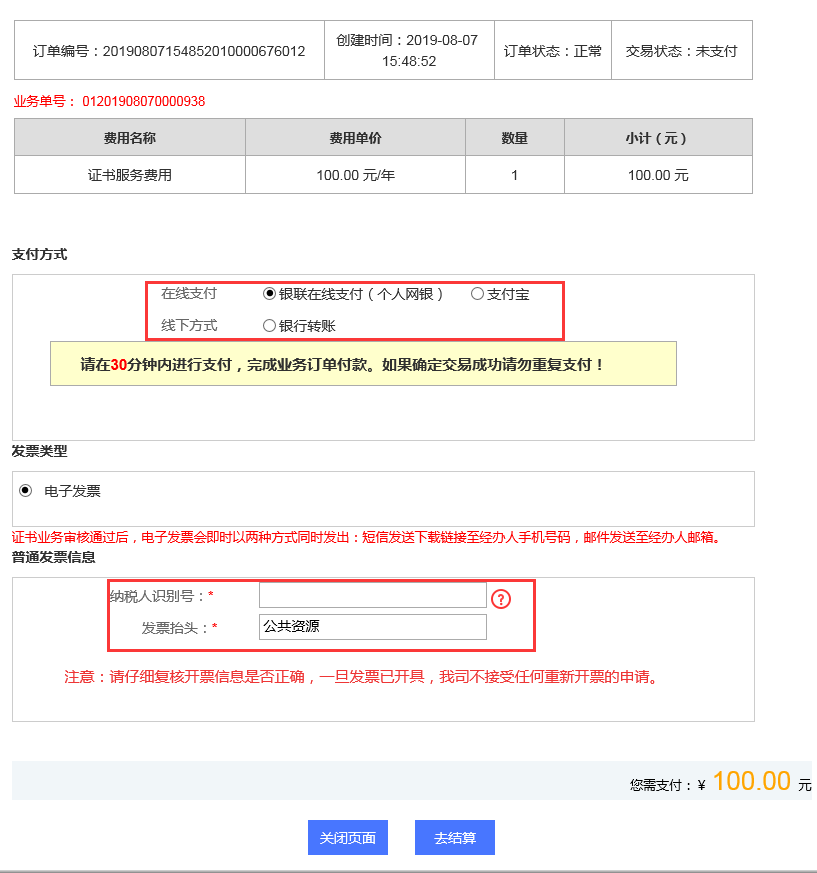 订单编号：20190807154852010000676012
创建时间：2019-08-07
15:48:52
订单状态：正常
交易状态：未支付
业务单号： 01201908070000938
费用名称 费用单价 数量 小计（元）
证书服务费用 100.00 元/年 1 100.00 元
支付方式
在线支付 银联在线支付（个人网银） 支付宝
线下方式 银行转账
请在30分钟内进行支付，完成业务订单付款。如果确定交易成功请勿重复支付！
发票类型
电子发票
证书业务审核通过后，电子发票会即时以两种方式同时发出：短信发送下载链接至经办人手机号码，邮件发送至经办人邮箱。
普通发票信息
纳税人识别号：* ?
发票抬头：* 公共资源
注意：请仔细复核开票信息是否正确，一旦发票已开具，我司不接受任何重新开票的申请。
您需支付：¥ 100.00 元
关闭页面 去结算